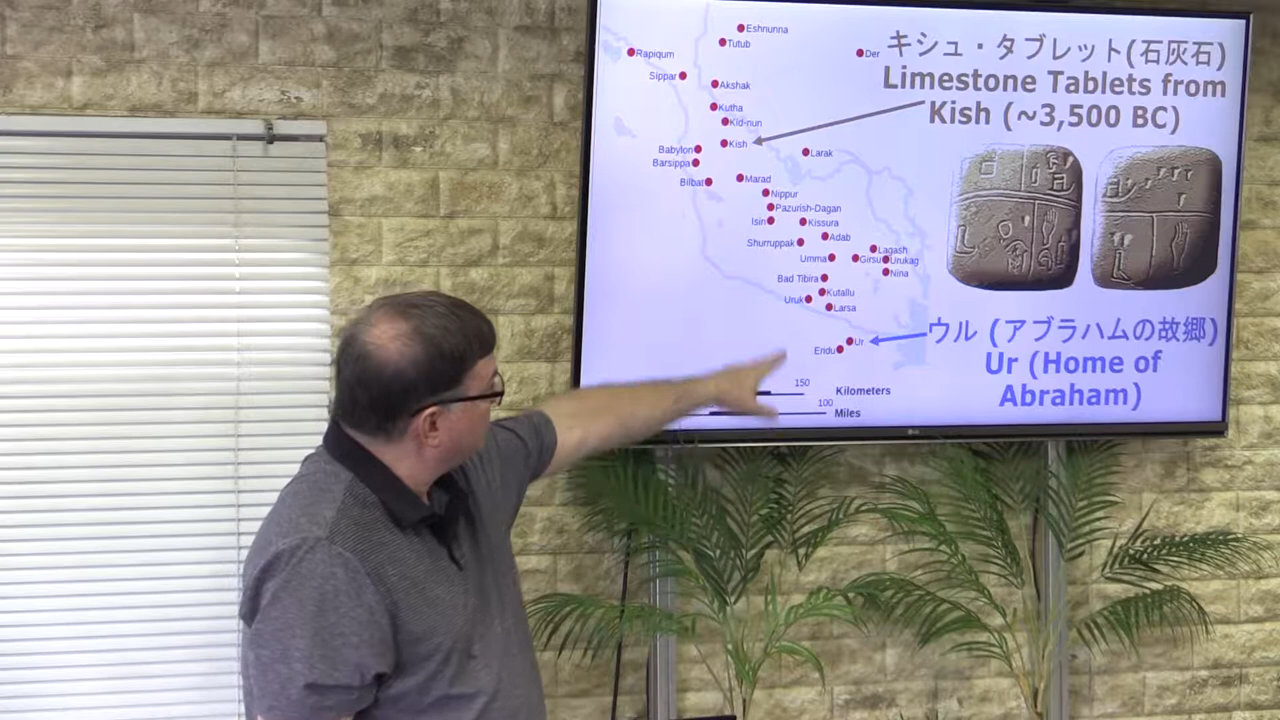 Eshnunna
Tutub
Rapiqum
Der
Sippar
Akshak
Kutha
Kid-nun
Kish
Babylon
Larak
Barsippa
Bilbat
Marad
Nippur
Pazurish-Dagan
Isin
Kissura
Adab
Shurruppak
Lagash
Umma
Girsu
Urukag
Nina
Bad Tibira
Kutallu
Uruk
Larsa
Ur
Eridu
150
Kilometers
100
Miles
キシュ・タブレット(石灰石)
Limestone Tablets from
Kish (~3,500 BC)
ウル (アブラハムの故郷)
Ur (Home of
Abraham)
LG